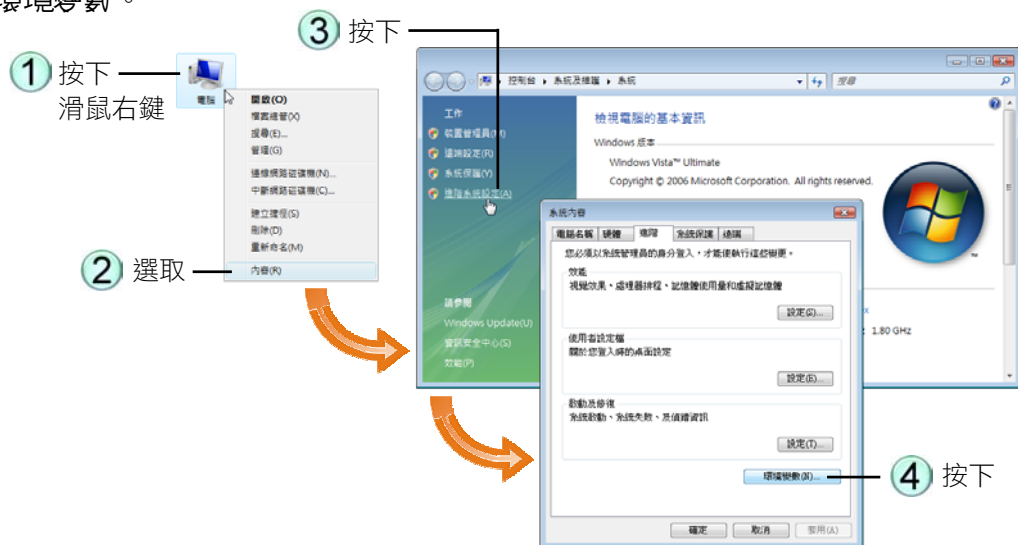 環境變數。
① 按下
滑鼠右鍵
電腦
開啟(O)
檔案總管(X)
搜尋(E)...
管理(G)
連線網路磁碟機(N)...
中斷網路磁碟機(C)...
建立捷徑(S)
刪除(D)
重新命名(M)
內容(R)
② 選取
③ 按下
控制台 ▸ 系統及維護 ▸ 系統
搜尋
工作
裝置管理員(M)
遠端設定(R)
系統保護(Y)
進階系統設定(A)
請參閱
Windows Update(U)
資訊安全中心(S)
效能(P)
檢視電腦的基本資訊
Windows 版本
Windows Vista™ Ultimate
Copyright © 2006 Microsoft Corporation. All rights reserved.
1.80 GHz
系統內容
電腦名稱 硬體 進階 系統保護 遠端
您必須以系統管理員的身分登入,才能使執行這些變更。
效能
視覺效果、處理器排程、記憶體使用量和虛擬記憶體
設定(S)...
使用者設定檔
關於您登入時的桌面設定
設定(E)...
啟動及修復
系統啟動、系統失敗、及偵錯資訊
設定(T)...
環境變數(N)...
④ 按下
確定 取消 套用(A)